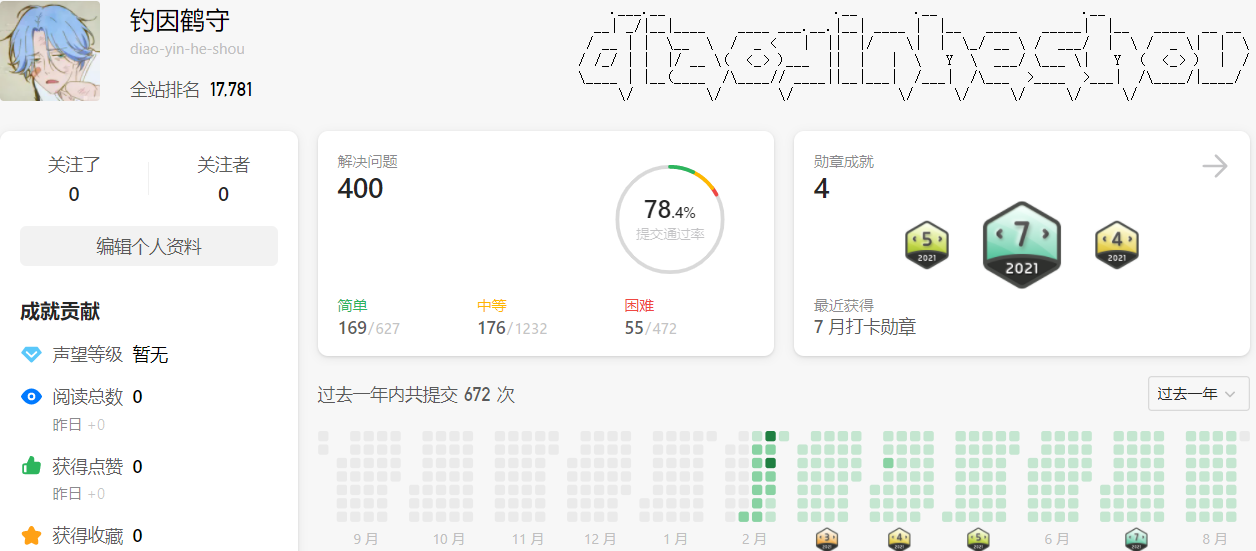 钓因鹤守
diao-yin-he-shou
全站排名 17,781
diaoyinheshou
关注了
0
关注者
0
编辑个人资料
成就贡献
声望等级 暂无
阅读总数 0
昨日 +0
获得点赞 0
昨日 +0
获得收藏 0
解决问题
400
78.4%
提交通过率
简单
169/627
中等
176/1232
困难
55/472
勋章成就
4
5
2021
7
2021
4
2021
最近获得
7 月打卡勋章
过去一年内共提交 672 次
过去一年
9 月
10 月
11 月
12 月
1 月
2 月
3
4
5
6 月
7
8 月